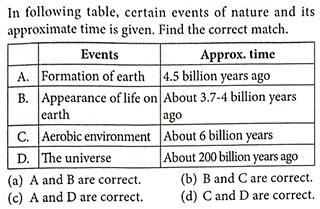 In following table, certain events of nature and its
approximate time is given. Find the correct match.
Events Approx. time
A. Formation of earth 4.5 billion years ago
B. Appearance of life on About 3.7-4 billion years
earth ago
C. Aerobic environment About 6 billion years
D. The universe About 200 billion years ago
(a) A and B are correct. (b) B and C are correct.
(c) A and D are correct. (d) C and D are correct.